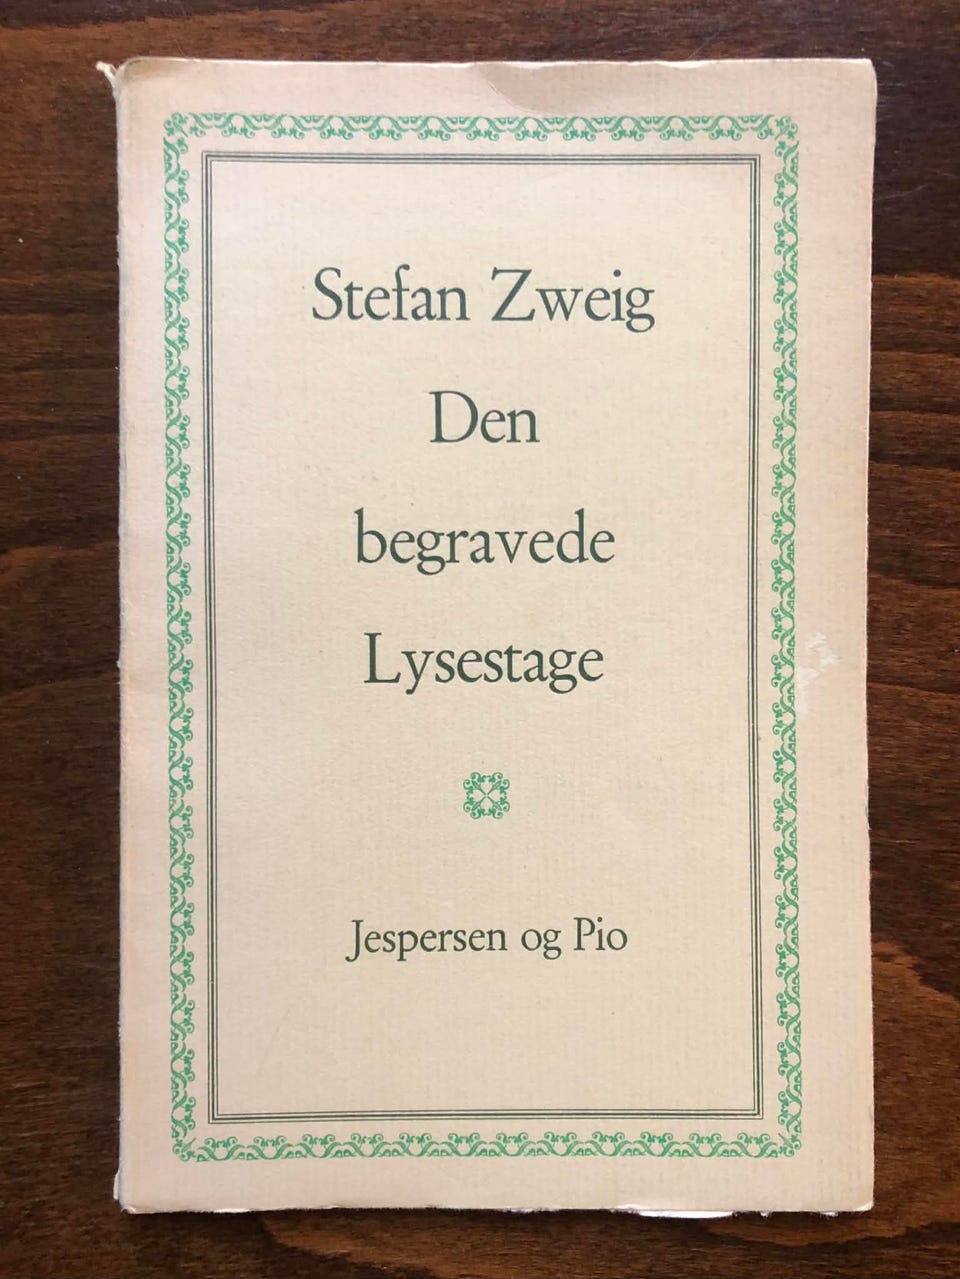 Stefan Zweig
Den
begravede
Lysestage
Jespersen og Pio